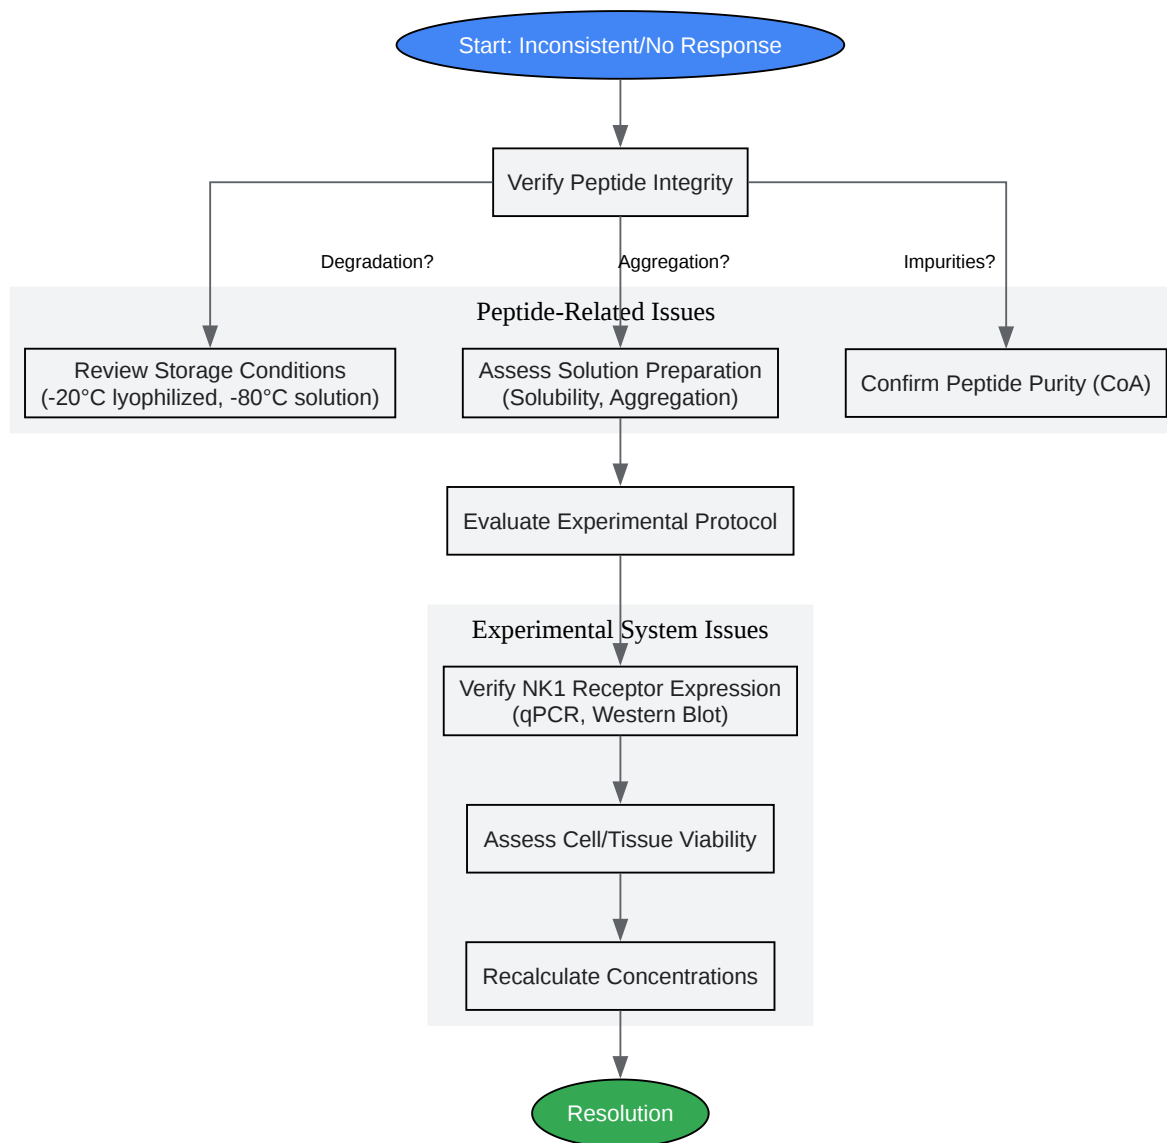 Start: Inconsistent/No Response
Verify Peptide Integrity
Degradation?
Aggregation?
Impurities?
Peptide-Related Issues
Review Storage Conditions
(-20°C lyophilized, -80°C solution)
Assess Solution Preparation
(Solubility, Aggregation)
Confirm Peptide Purity (CoA)
Evaluate Experimental Protocol
Experimental System Issues
Verify NK1 Receptor Expression
(qPCR, Western Blot)
Assess Cell/Tissue Viability
Recalculate Concentrations
Resolution